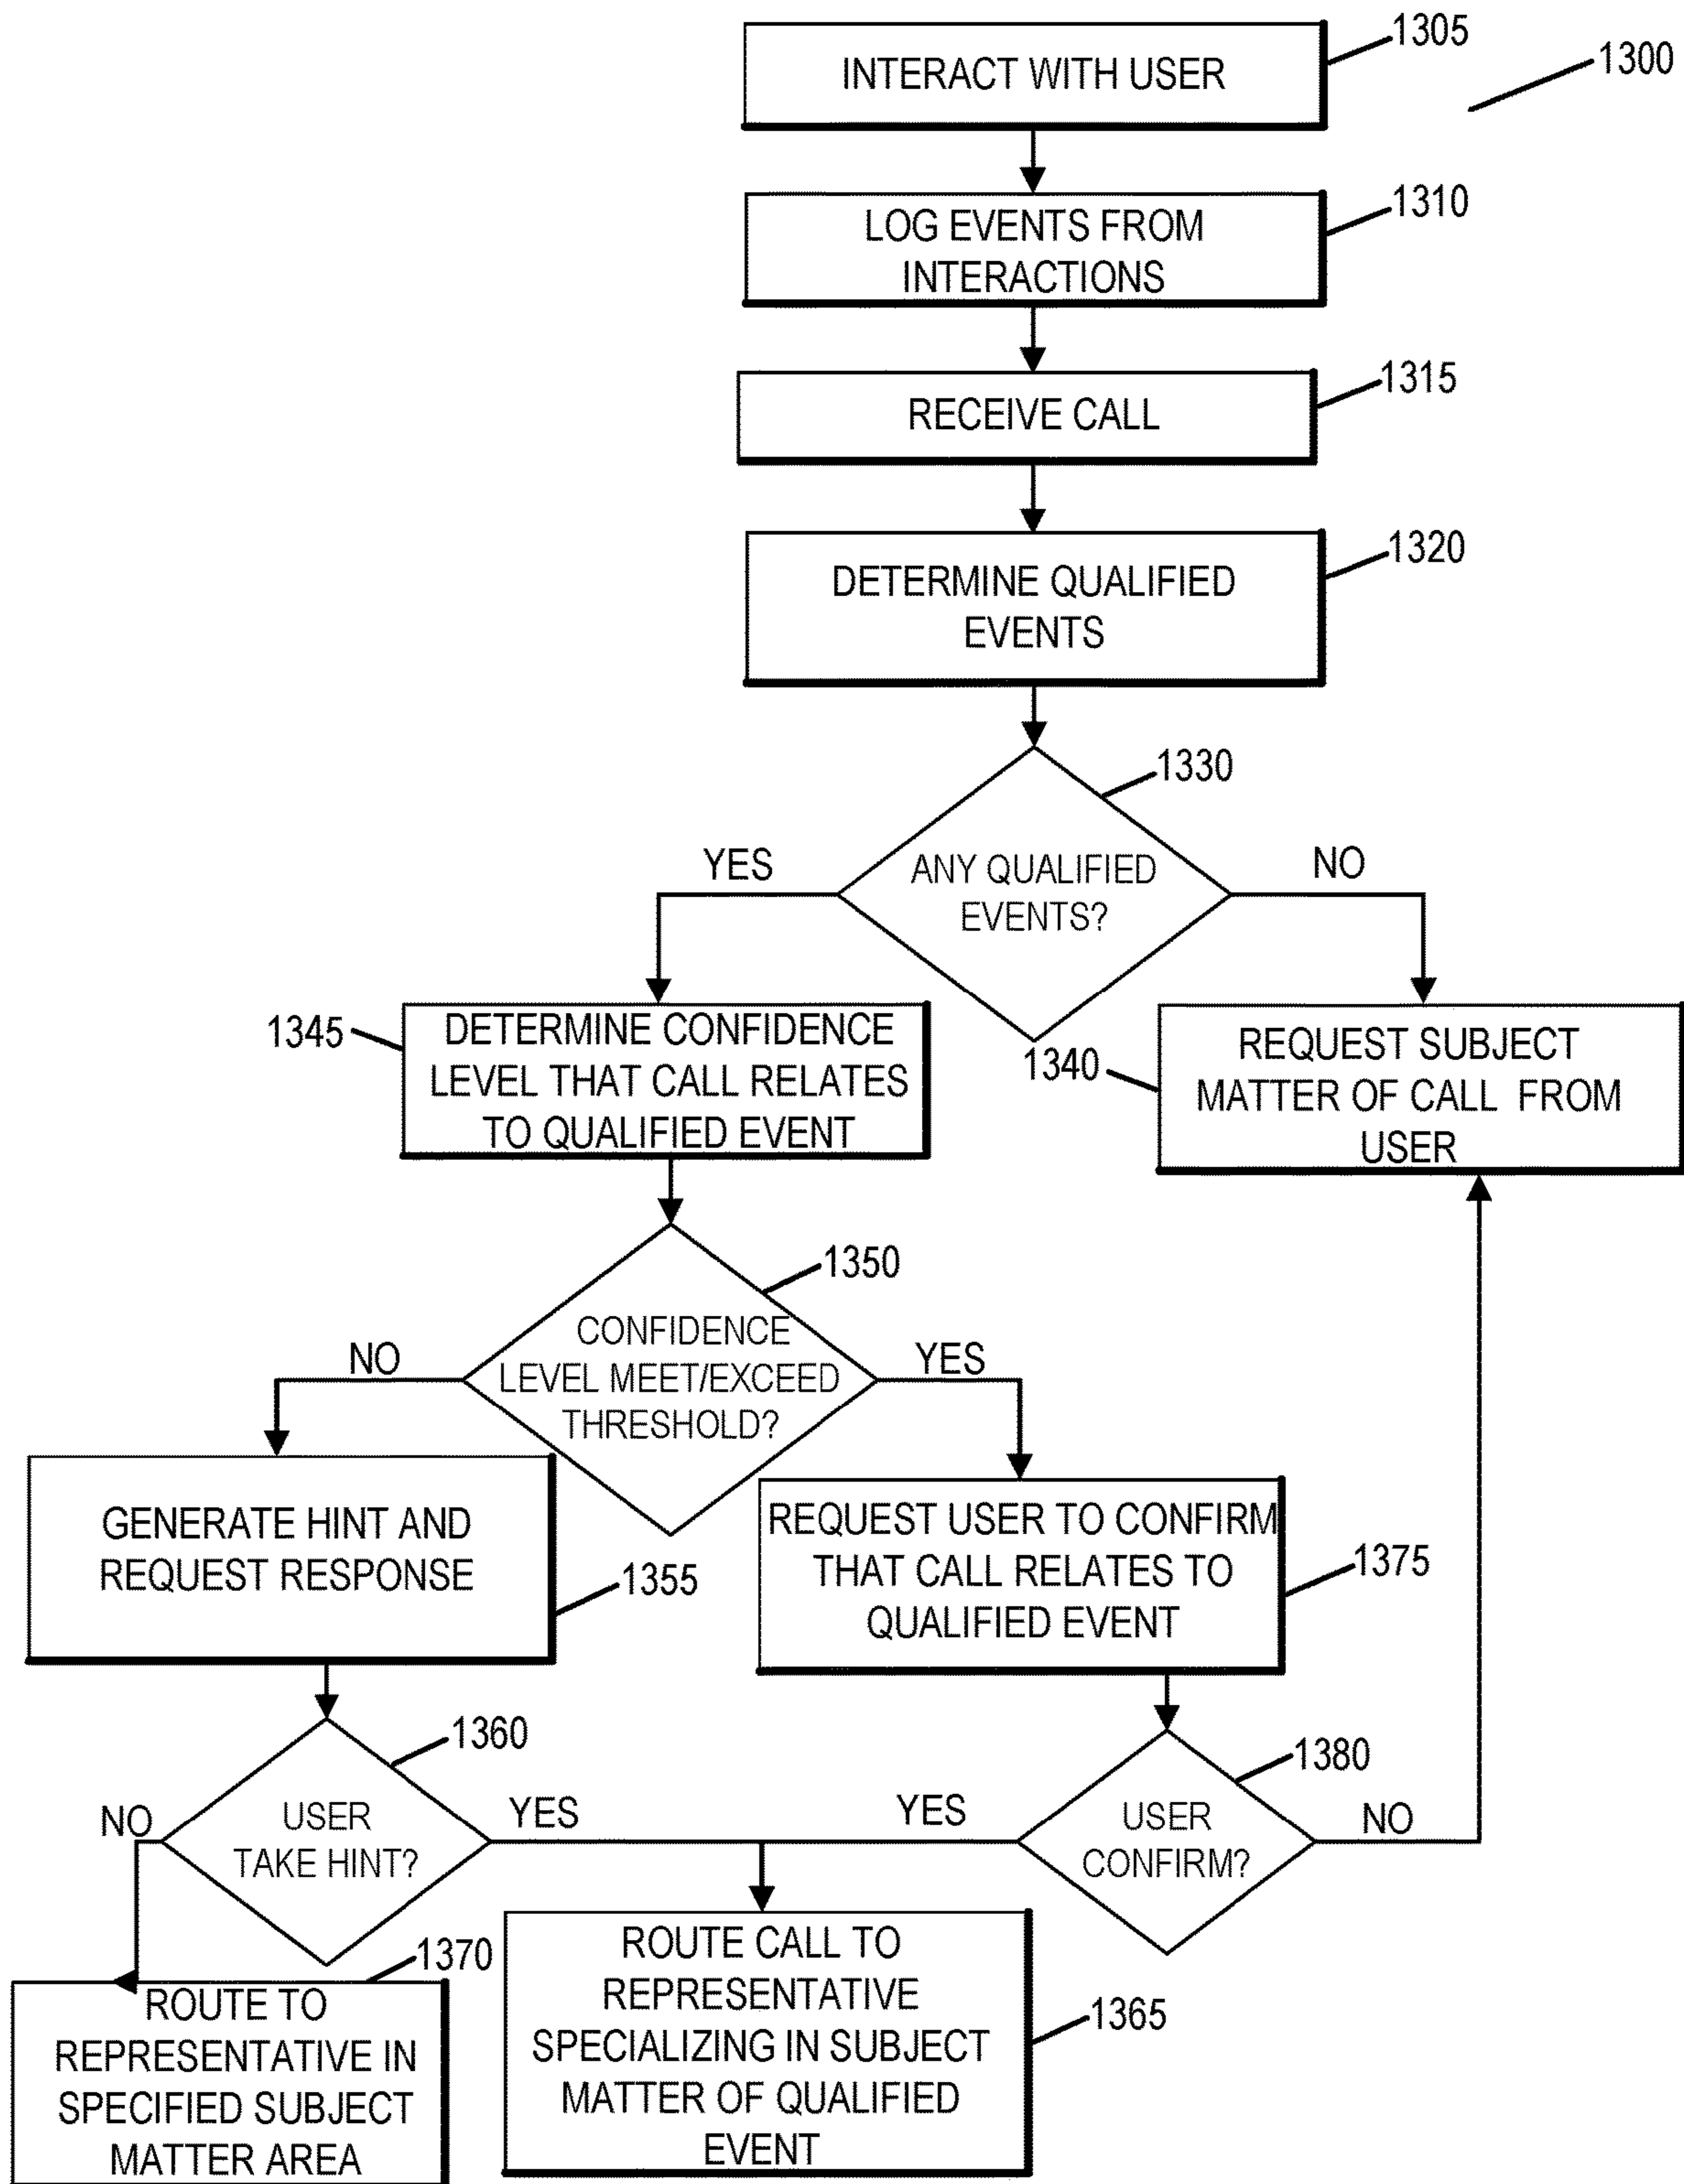 INTERACT WITH USER
1305
1300
LOG EVENTS FROM
INTERACTIONS
1310
RECEIVE CALL
1315
DETERMINE QUALIFIED
EVENTS
1320
1330
ANY QUALIFIED
EVENTS?
YES
NO
1345
DETERMINE CONFIDENCE
LEVEL THAT CALL RELATES
TO QUALIFIED EVENT
1340
REQUEST SUBJECT
MATTER OF CALL FROM
USER
1350
CONFIDENCE
LEVEL MEET/EXCEED
THRESHOLD?
NO
YES
GENERATE HINT AND
REQUEST RESPONSE
1355
REQUEST USER TO CONFIRM
THAT CALL RELATES TO
QUALIFIED EVENT
1375
1360
USER
TAKE HINT?
NO
YES
1380
USER
CONFIRM?
YES
NO
1370
ROUTE TO
REPRESENTATIVE IN
SPECIFIED SUBJECT
MATTER AREA
ROUTE CALL TO
REPRESENTATIVE
SPECIALIZING IN SUBJECT
MATTER OF QUALIFIED
EVENT
1365